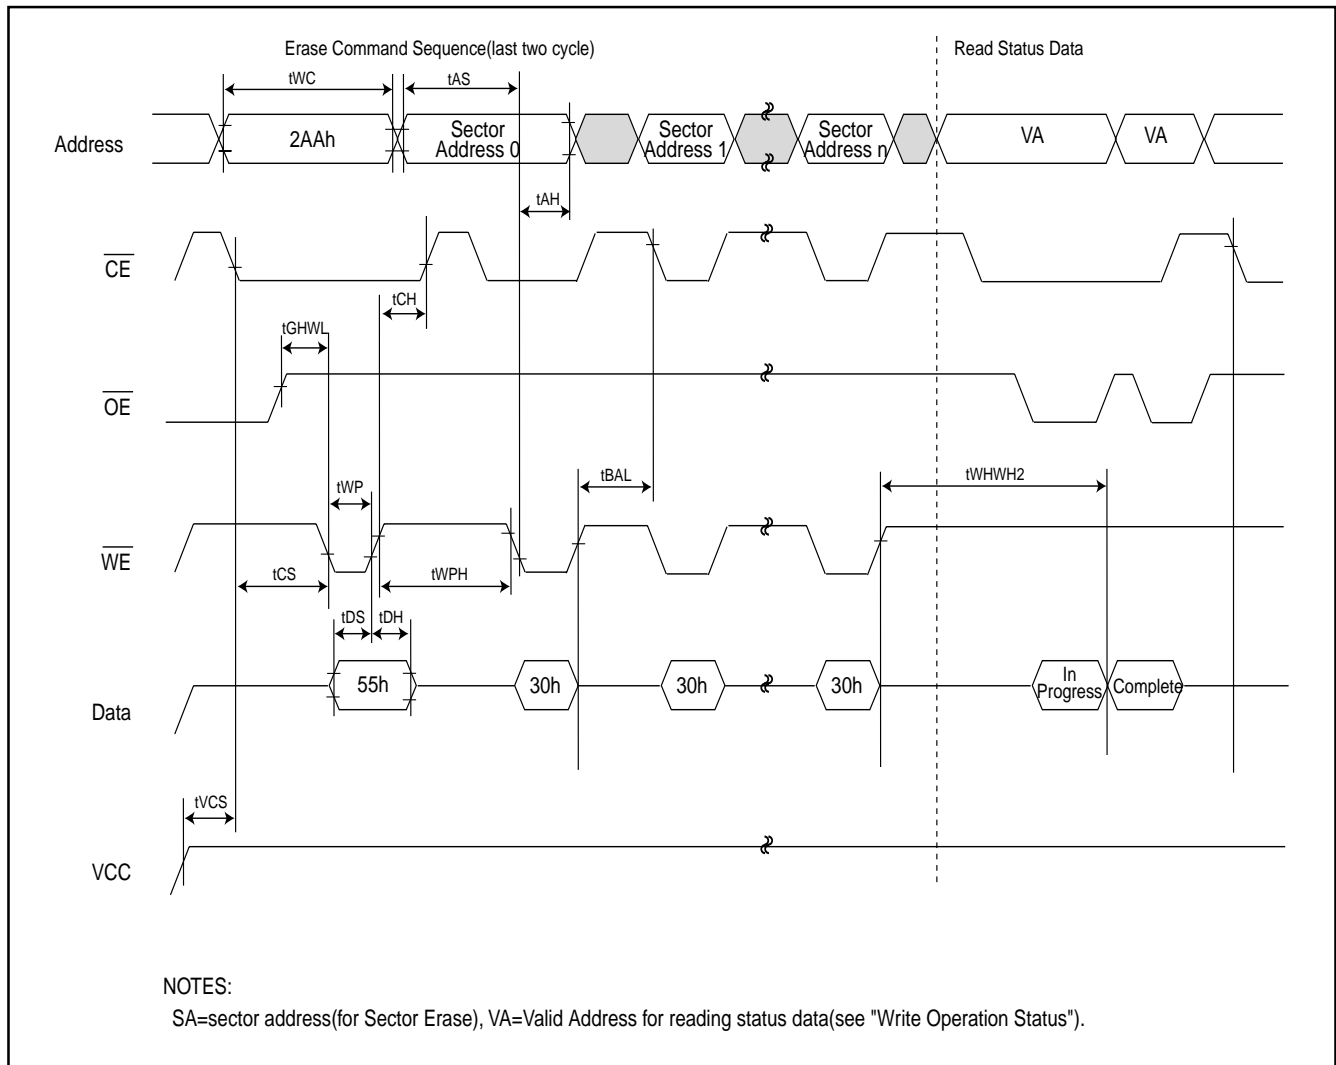 Erase Command Sequence(last two cycle)
Read Status Data
tWC
tAS
Address
2AAh
Sector
Address 0
Sector
Address 1
Sector
Address n
VA
VA
tAH
CE
tCH
tGHWL
OE
tBAL
tWHWH2
tWP
WE
tCS
tWPH
tDS
tDH
Data
55h
30h
30h
30h
In
Progress
Complete
tVCS
VCC
NOTES:
SA=sector address(for Sector Erase), VA=Valid Address for reading status data(see "Write Operation Status").